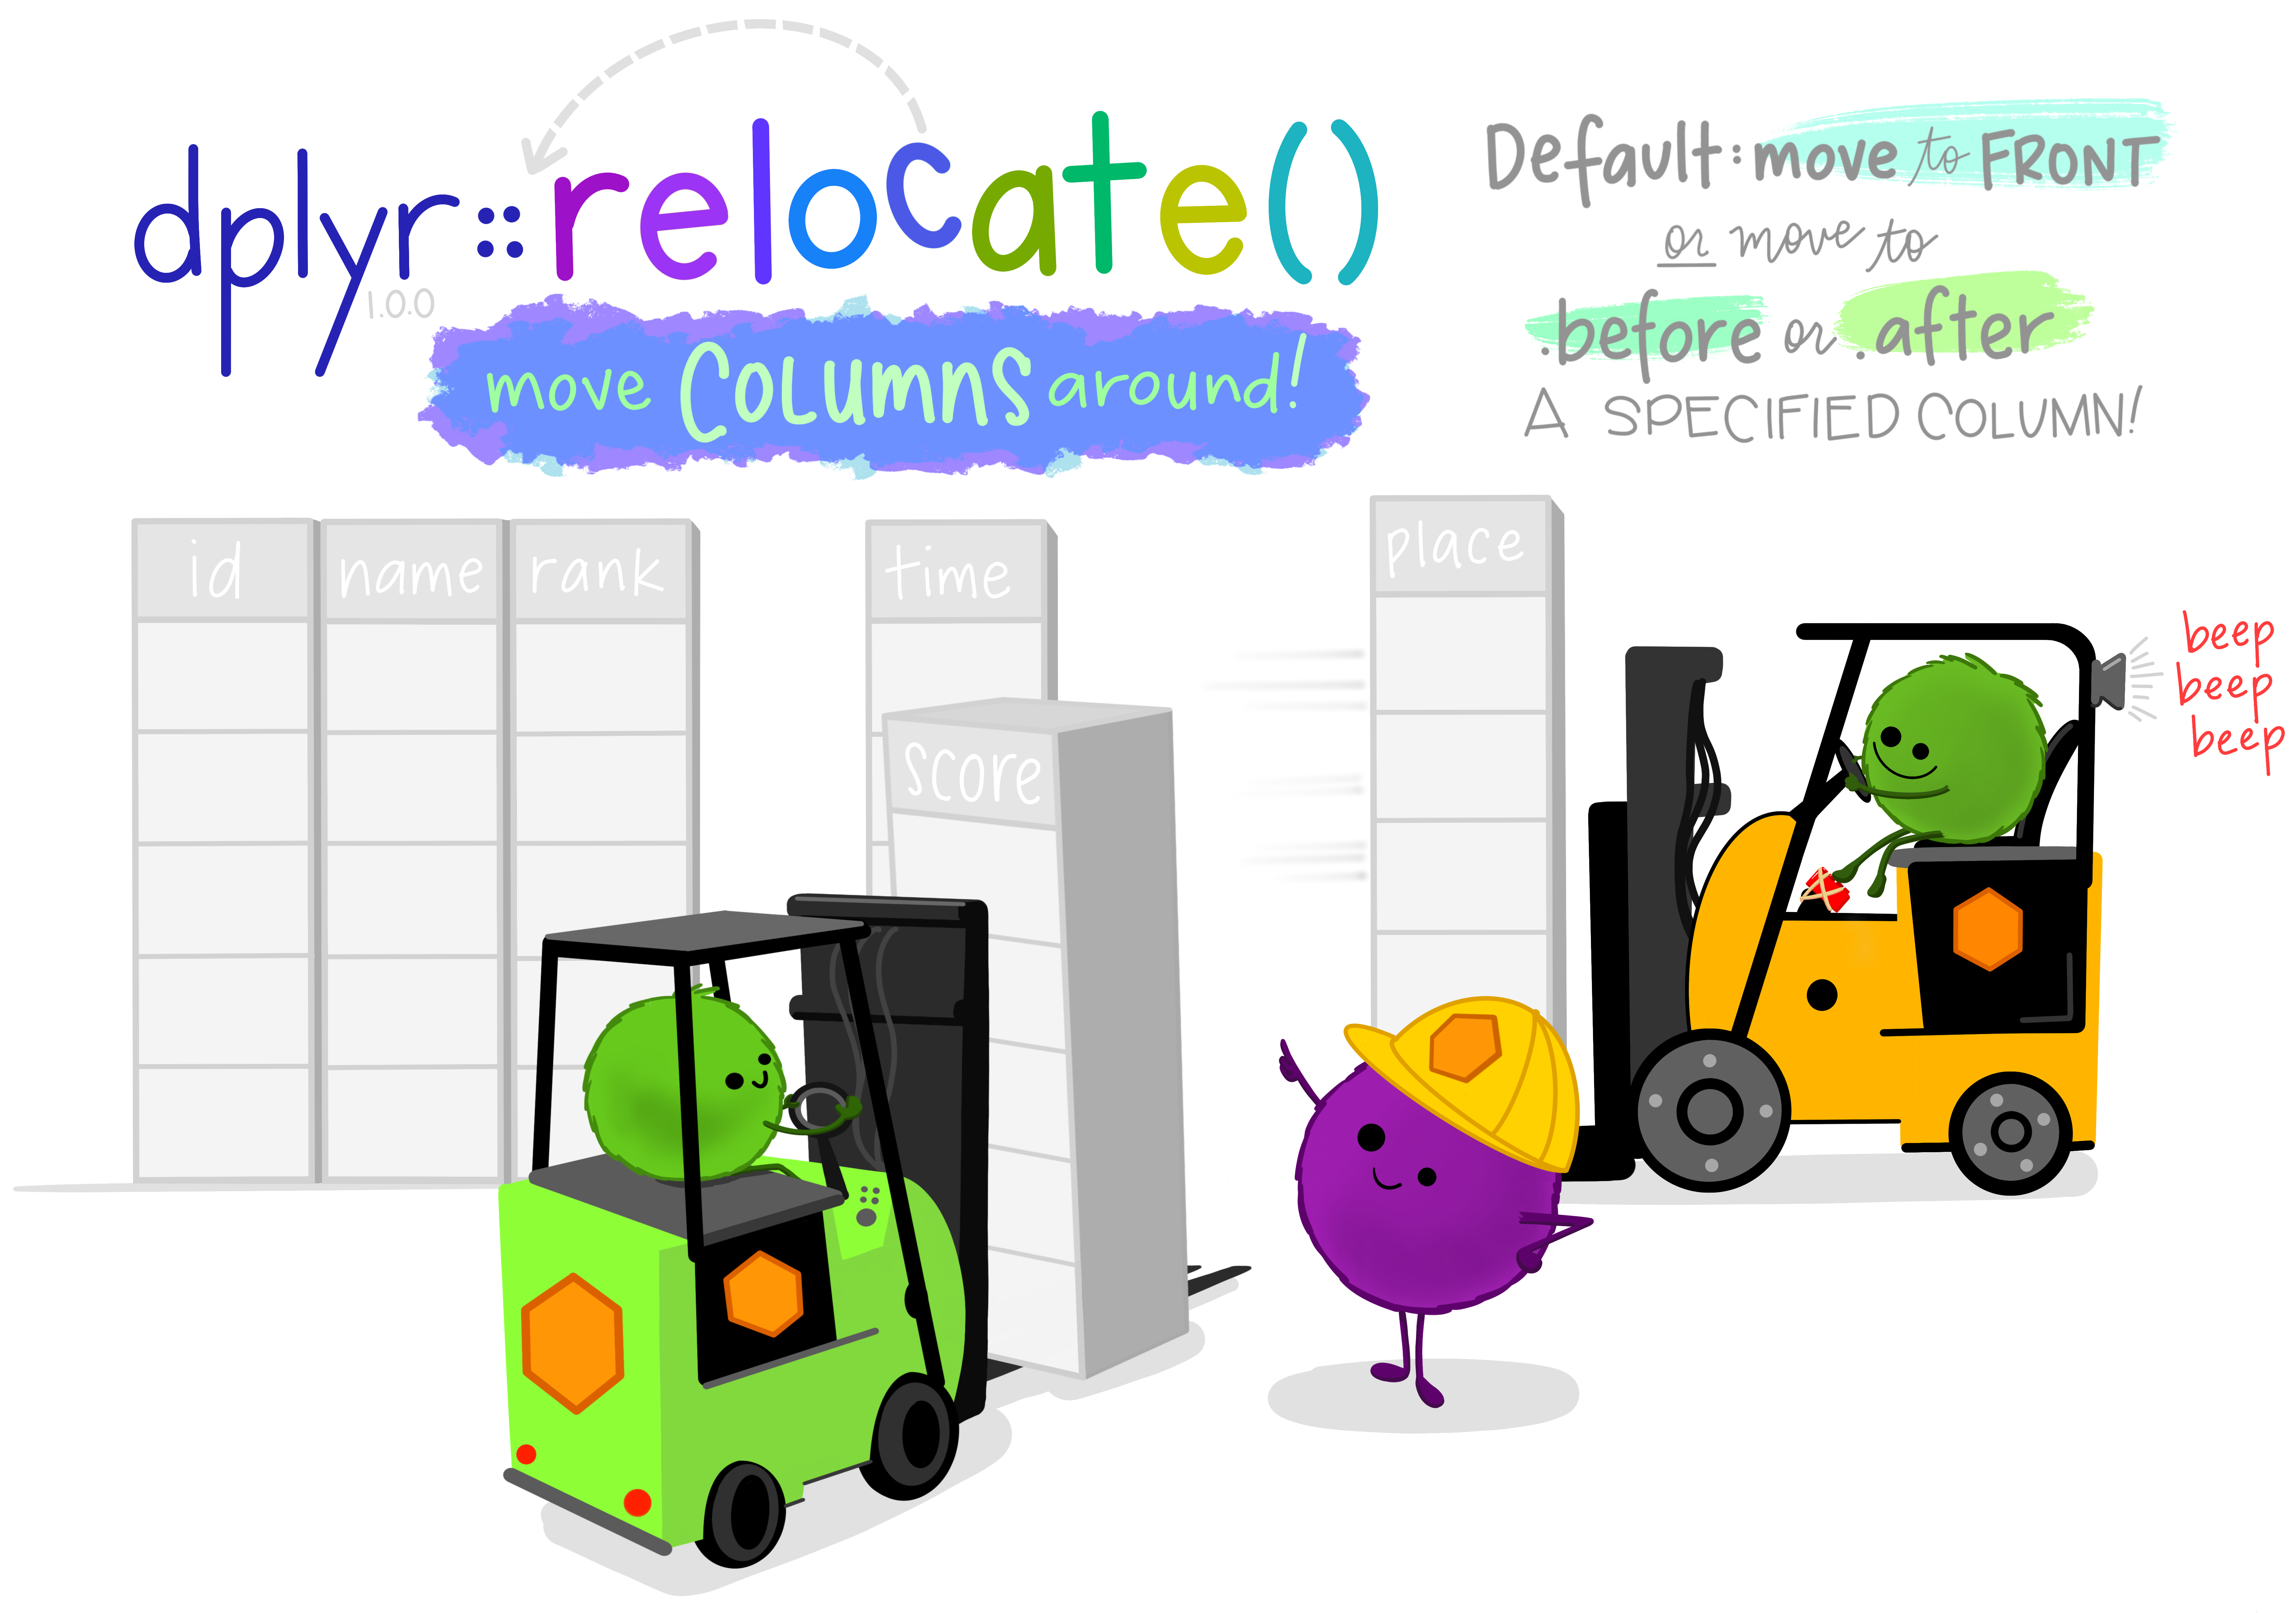 dplyr::relocate()
1.0.0
move COLUMNS around!
Default: move to FRONT
or move to
.before or .after
A SPECIFIED COLUMN!
id name rank time place
score
beep
beep
beep